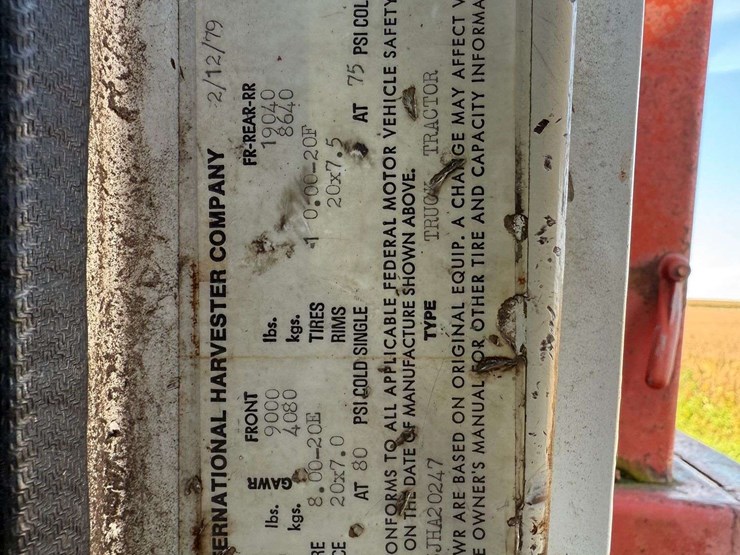 ERNATIONAL HARVESTER COMPANY 2/12/79
GAWR FRONT FR-REAR-RR
lbs. 9000 lbs. 19040
kgs. 4080 kgs. 8640
RE 8.00-20E TIRES 0.00-20F
CE 20x7.0 RIMS 20x7.5
AT 80 PSI COLD SINGLE AT 75 PSI COL
ONFORMS TO ALL APPLICABLE FEDERAL MOTOR VEHICLE SAFETY
ON THE DATE OF MANUFACTURE SHOWN ABOVE.
JHA20247 TYPE TRUCK TRACTOR
WR ARE BASED ON ORIGINAL EQUIP. A CHANGE MAY AFFECT
E OWNER'S MANUAL FOR OTHER TIRE AND CAPACITY INFORMA